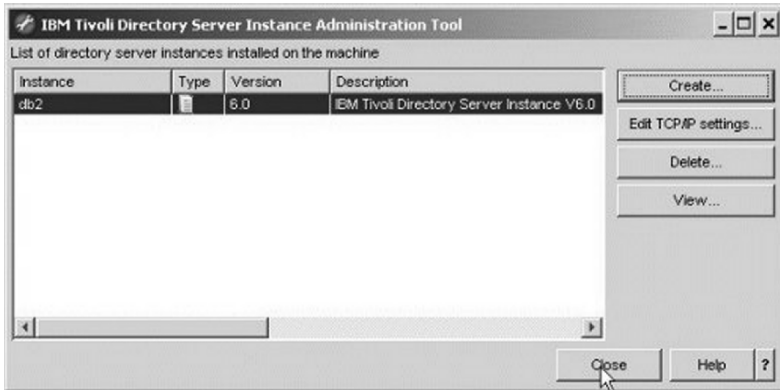 IBM Tivoli Directory Server Instance Administration Tool
List of directory server instances installed on the machine
Instance Type Version Description
db2 6.0 IBM Tivoli Directory Server Instance V6.0
Create...
Edit TCP/IP settings...
Delete...
View...
Close Help ?